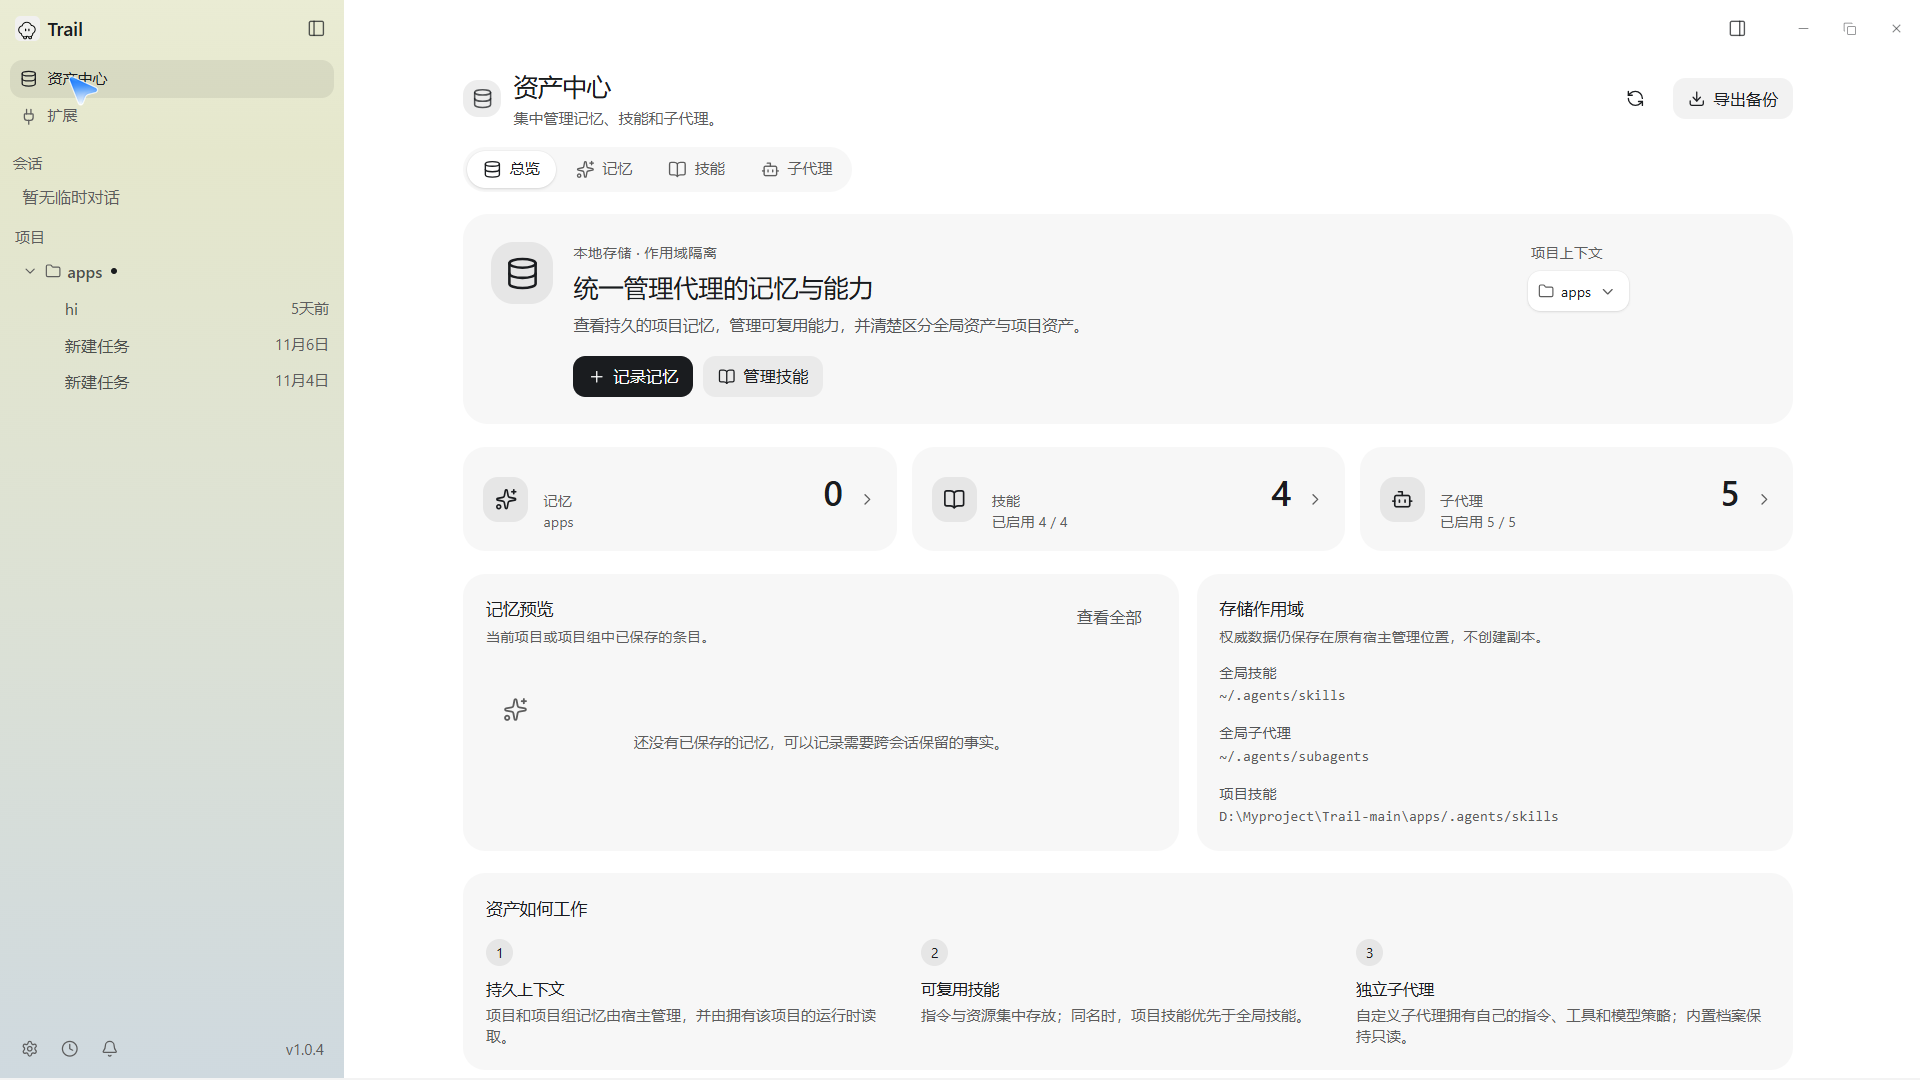 Trail
资产中心
扩展
会话
暂无临时对话
项目
apps
hi 5天前
新建任务 11月6日
新建任务 11月4日
v1.0.4
资产中心
集中管理记忆、技能和子代理。
导出备份
总览 记忆 技能 子代理
本地存储 · 作用域隔离
统一管理代理的记忆与能力
查看持久的项目记忆，管理可复用能力，并清楚区分全局资产与项目资产。
记录记忆 管理技能
项目上下文
apps
记忆 0
apps
技能 4
已启用 4 / 4
子代理 5
已启用 5 / 5
记忆预览
当前项目或项目组中已保存的条目。
查看全部
还没有已保存的记忆，可以记录需要跨会话保留的事实。
存储作用域
权威数据仍保存在原有宿主管理位置，不创建副本。
全局技能
~/.agents/skills
全局子代理
~/.agents/subagents
项目技能
D:\Myproject\Trail-main\apps/.agents/skills
资产如何工作
1
持久上下文
项目和项目组记忆由宿主管理，并由拥有该项目的运行时读
取。
2
可复用技能
指令与资源集中存放；同名时，项目技能优先于全局技能。
3
独立子代理
自定义子代理拥有自己的指令、工具和模型策略；内置档案保
持只读。